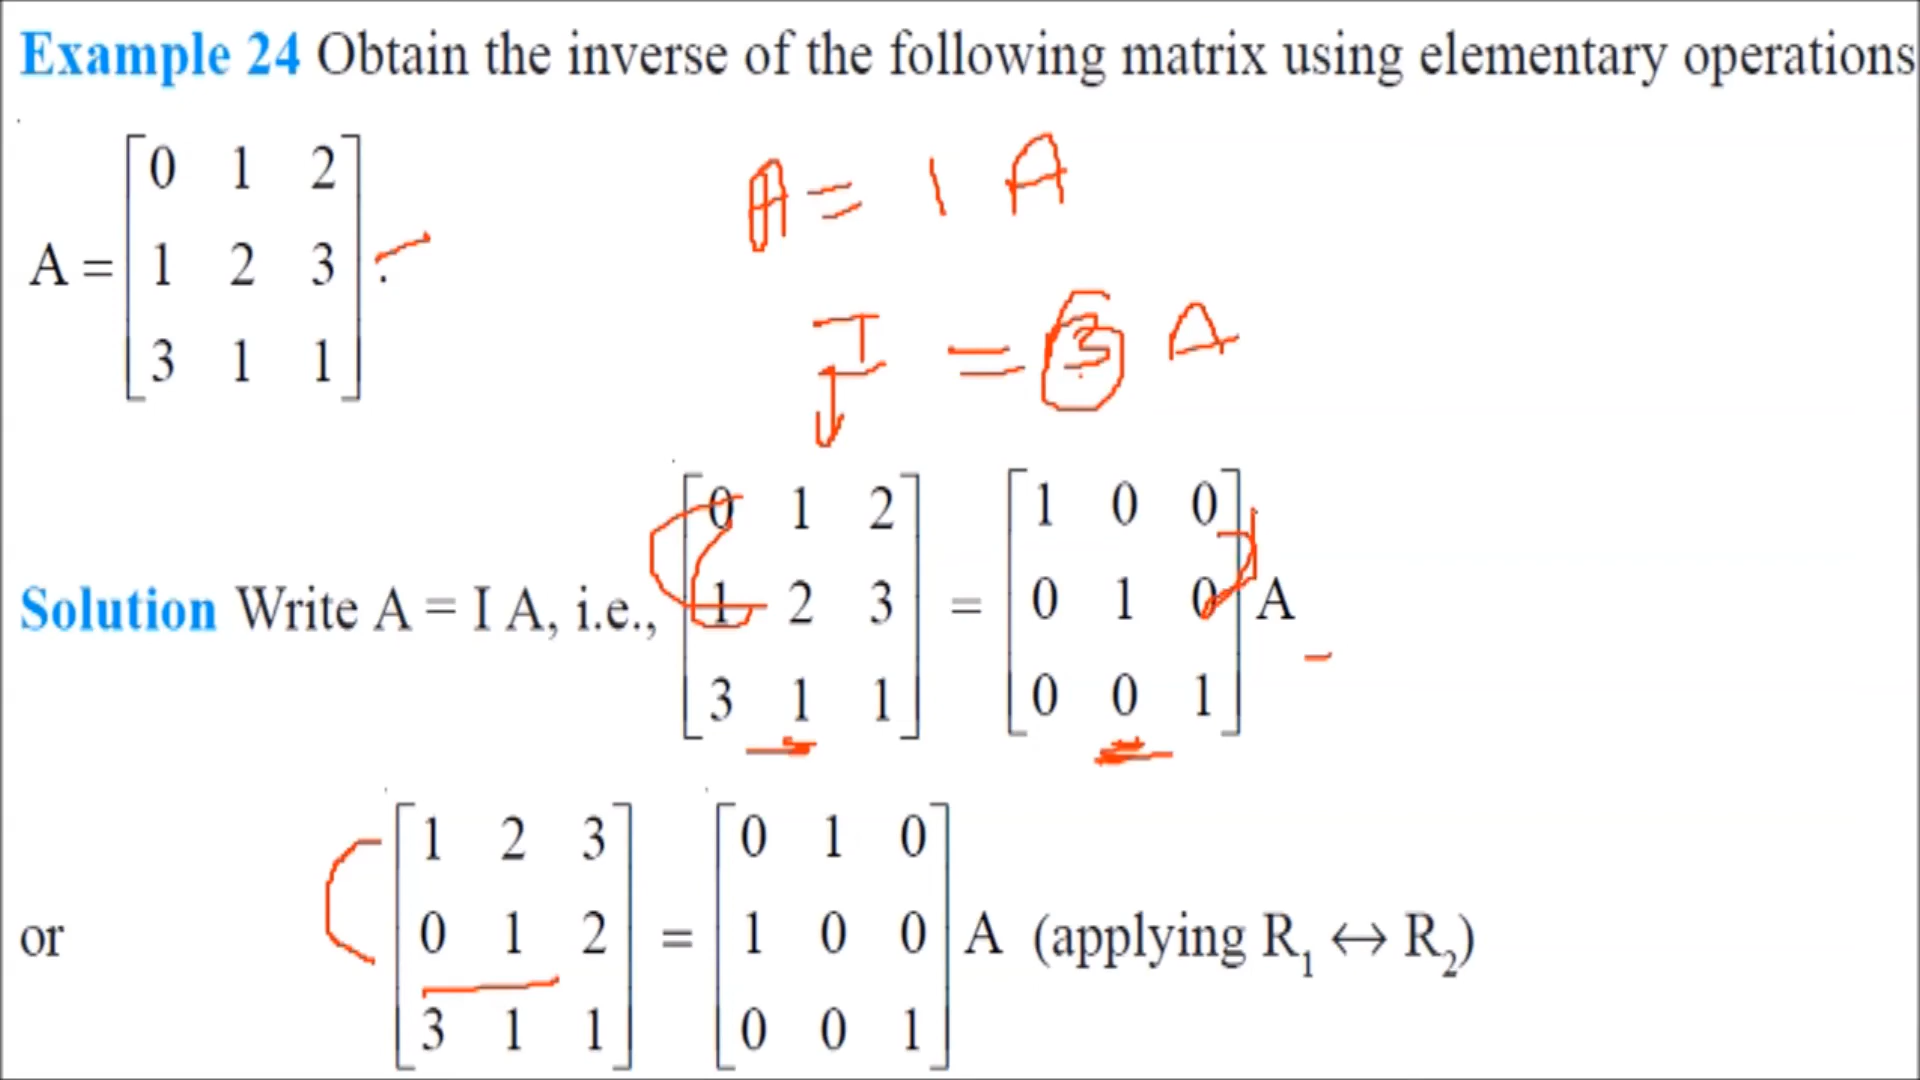 Example 24 Obtain the inverse of the following matrix using elementary operations
A = [0 1 2
1 2 3
3 1 1].
A = I A
I = A
Solution Write A = I A, i.e., [0 1 2
1 2 3
3 1 1] = [1 0 0
0 1 0
0 0 1] A
or [1 2 3
0 1 2
3 1 1] = [0 1 0
1 0 0
0 0 1] A (applying R₁ ↔ R₂)